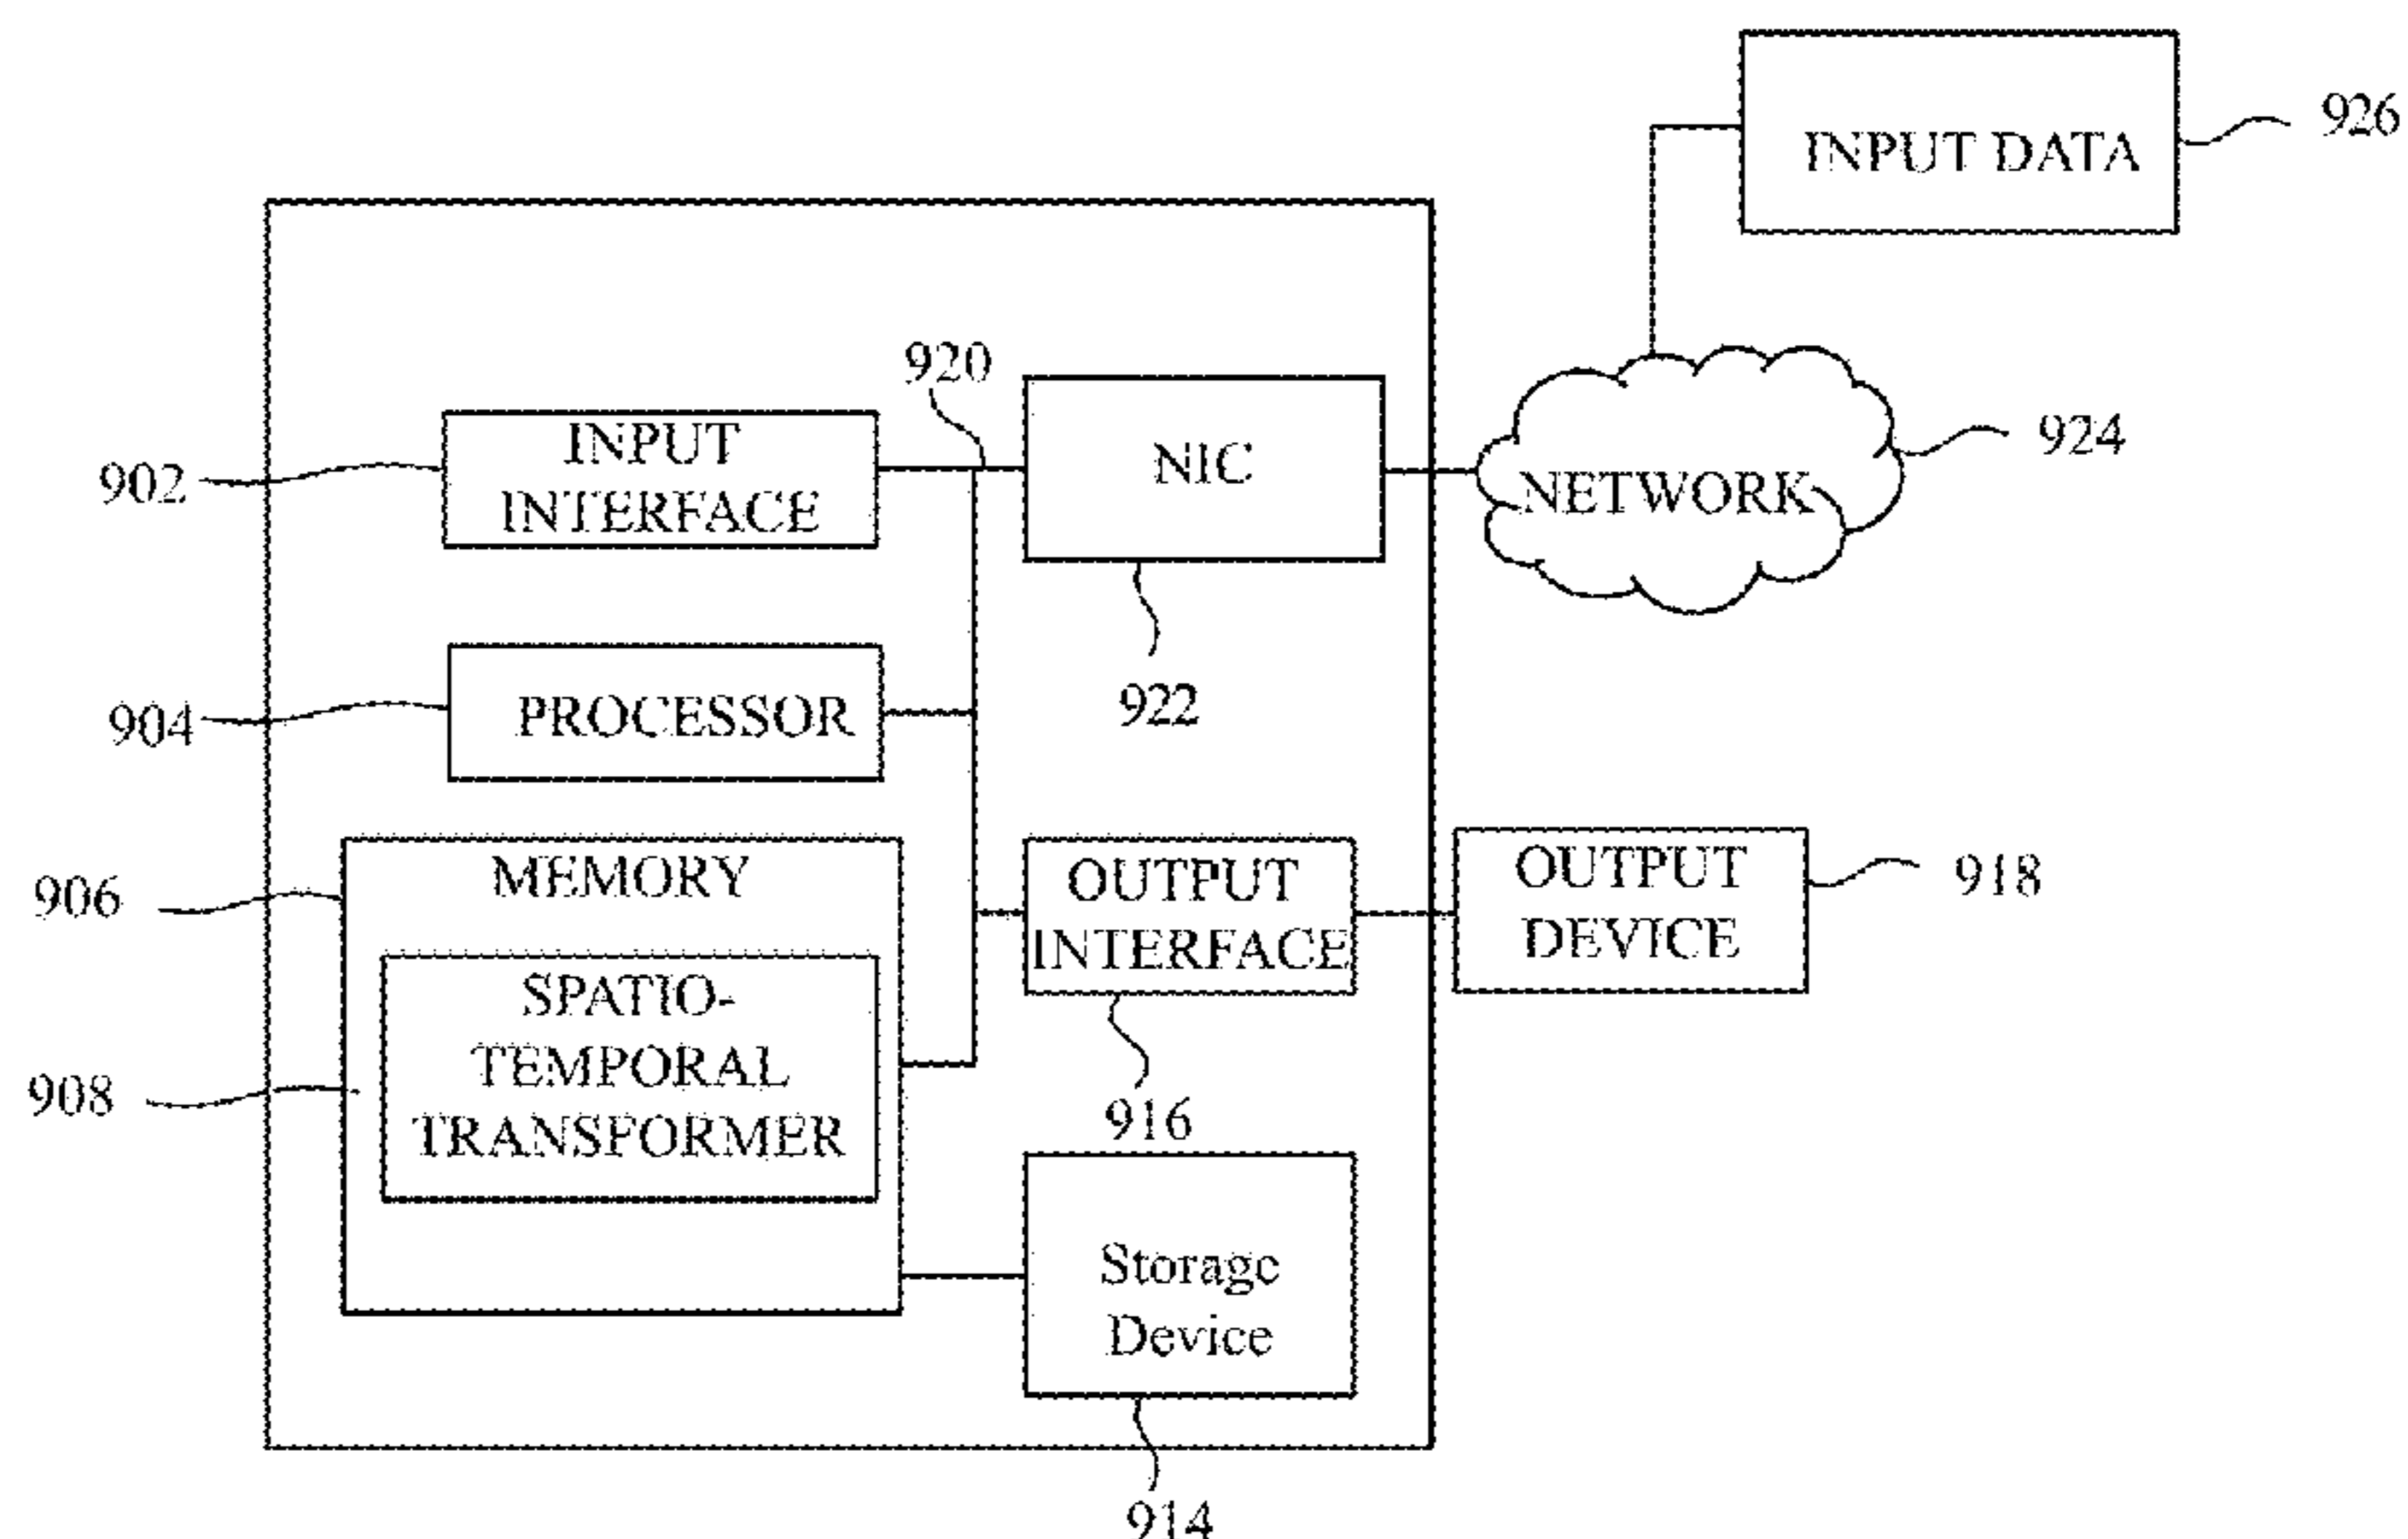 926
INPUT DATA
920
INPUT
INTERFACE
NIC
924
902
NETWORK
922
904
PROCESSOR
906
MEMORY
OUTPUT
INTERFACE
OUTPUT
DEVICE
918
SPATIO-
TEMPORAL
TRANSFORMER
908
916
Storage
Device
914